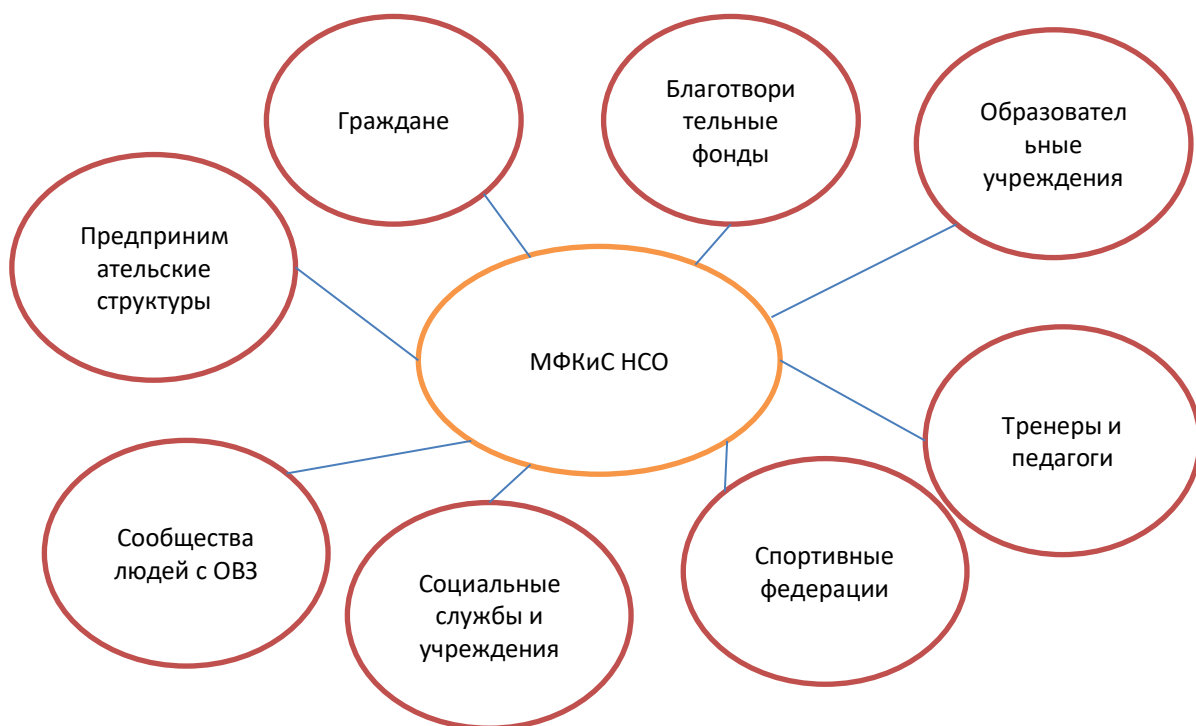 Граждане
Благотвори
тельные
фонды
Образовател
ьные
учреждения
Предприним
ательские
структуры
МФКиС НСО
Тренеры и
педагоги
Сообщества
людей с ОВЗ
Социальные
службы и
учреждения
Спортивные
федерации